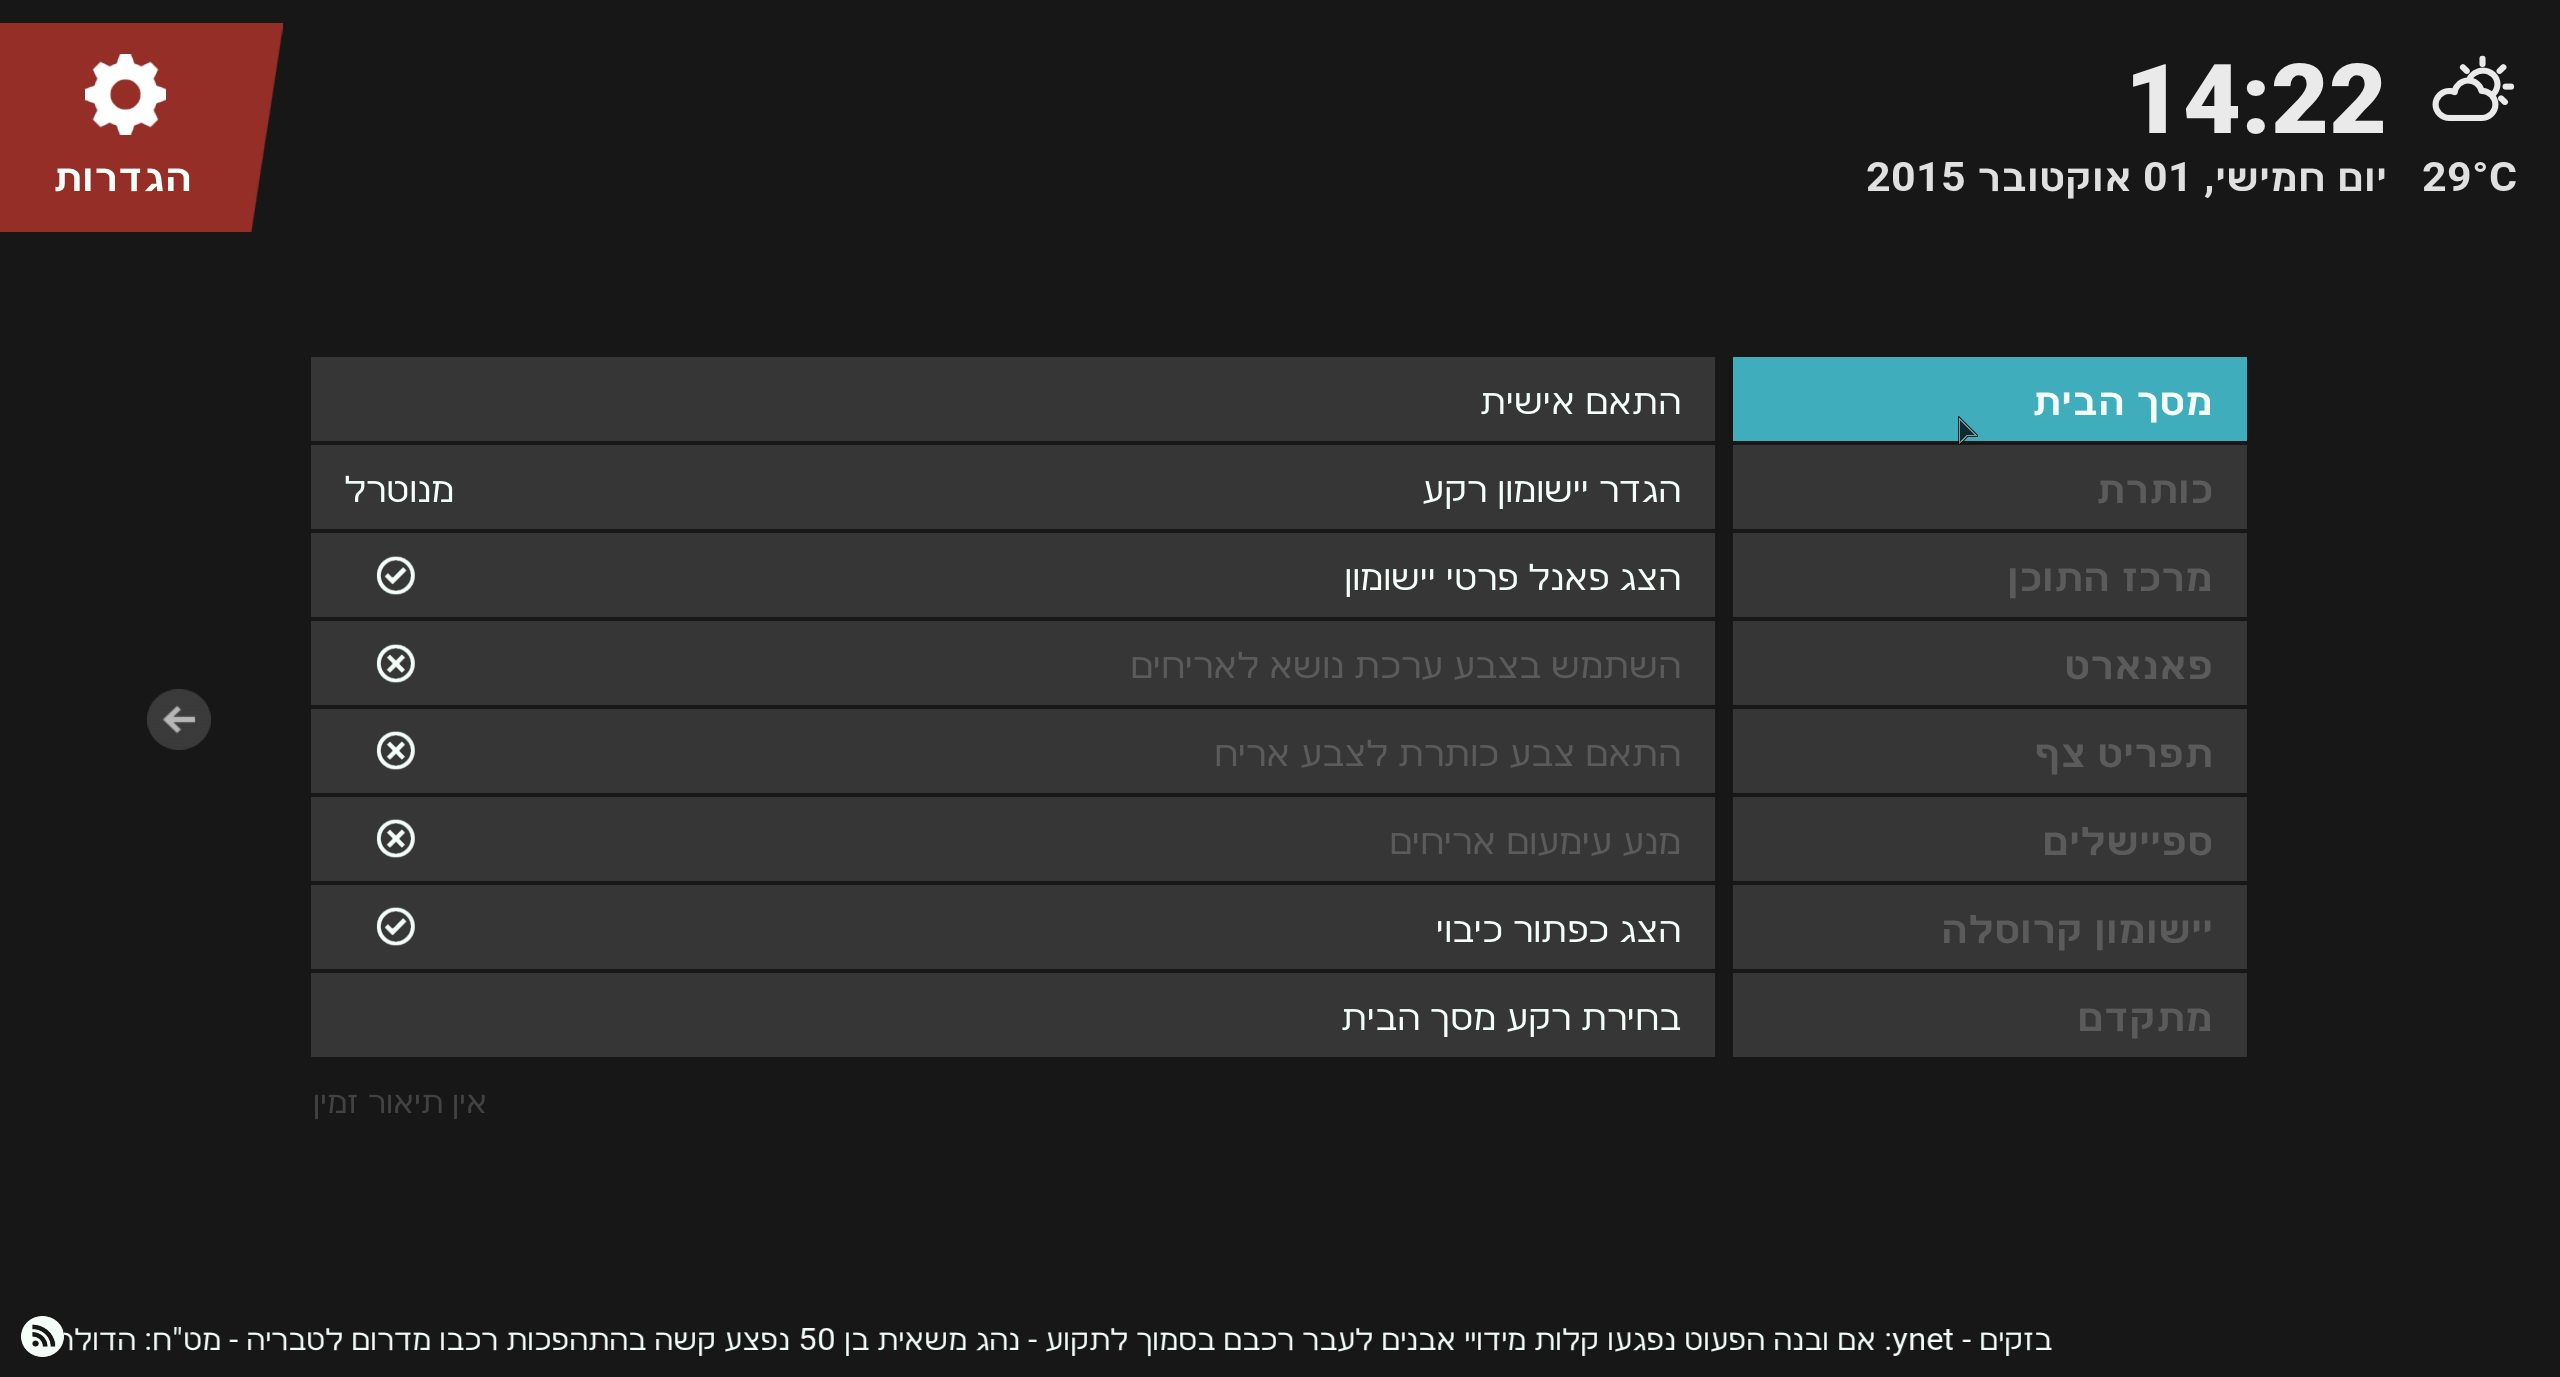 הגדרות
14:22
29°C
יום חמישי, 01 אוקטובר 2015
מסך הבית
כותרת
מרכז התוכן
פאנארט
תפריט צף
ספיישלים
יישומון קרוסלה
מתקדם
התאם אישית
הגדר יישומון רקע מנוטרל
הצג פאנל פרטי יישומון
השתמש בצבע ערכת נושא לאריחים
התאם צבע כותרת לצבע אריח
מנע עימעום אריחים
הצג כפתור כיבוי
בחירת רקע מסך הבית
אין תיאור זמין
בזקים - ynet: אם ובנה הפעוט נפגעו קלות מידויי אבנים לעבר רכבם בסמוך לתקוע - נהג משאית בן 50 נפצע קשה בהתהפכות רכבו מדרום לטבריה - מט"ח: הדולר